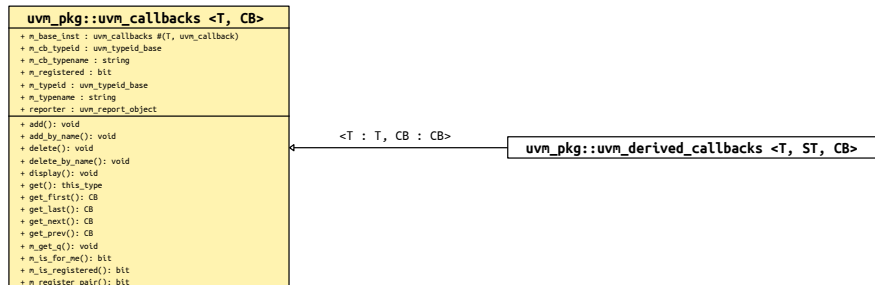 uvm_pkg::uvm_callbacks <T, CB>
+ m_base_inst : uvm_callbacks #(T, uvm_callback)
+ m_cb_typeid : uvm_typeid_base
+ m_cb_typename : string
+ m_registered : bit
+ m_typeid : uvm_typeid_base
+ m_typename : string
+ reporter : uvm_report_object
+ add(): void
+ add_by_name(): void
+ delete(): void
+ delete_by_name(): void
+ display(): void
+ get(): this_type
+ get_first(): CB
+ get_last(): CB
+ get_next(): CB
+ get_prev(): CB
+ m_get_q(): void
+ m_is_for_me(): bit
+ m_is_registered(): bit
+ m_register_pair(): bit
<T : T, CB : CB>
uvm_pkg::uvm_derived_callbacks <T, ST, CB>